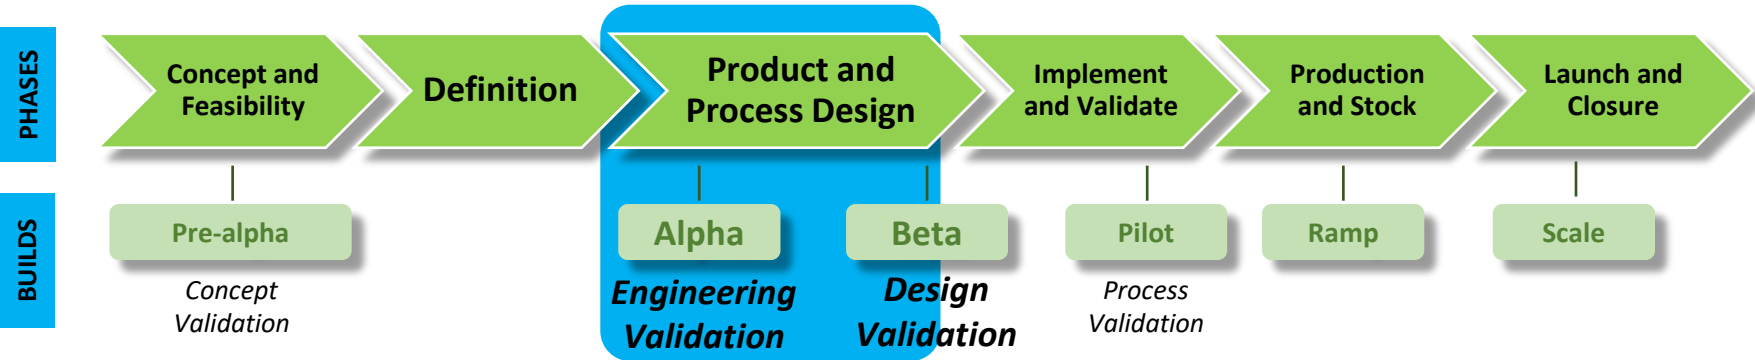 PHASES
Concept and
Feasibility
Definition
Product and
Process Design
Implement
and Validate
Production
and Stock
Launch and
Closure
BUILDS
Pre-alpha
Alpha
Beta
Pilot
Ramp
Scale
Concept
Validation
Engineering
Validation
Design
Validation
Process
Validation